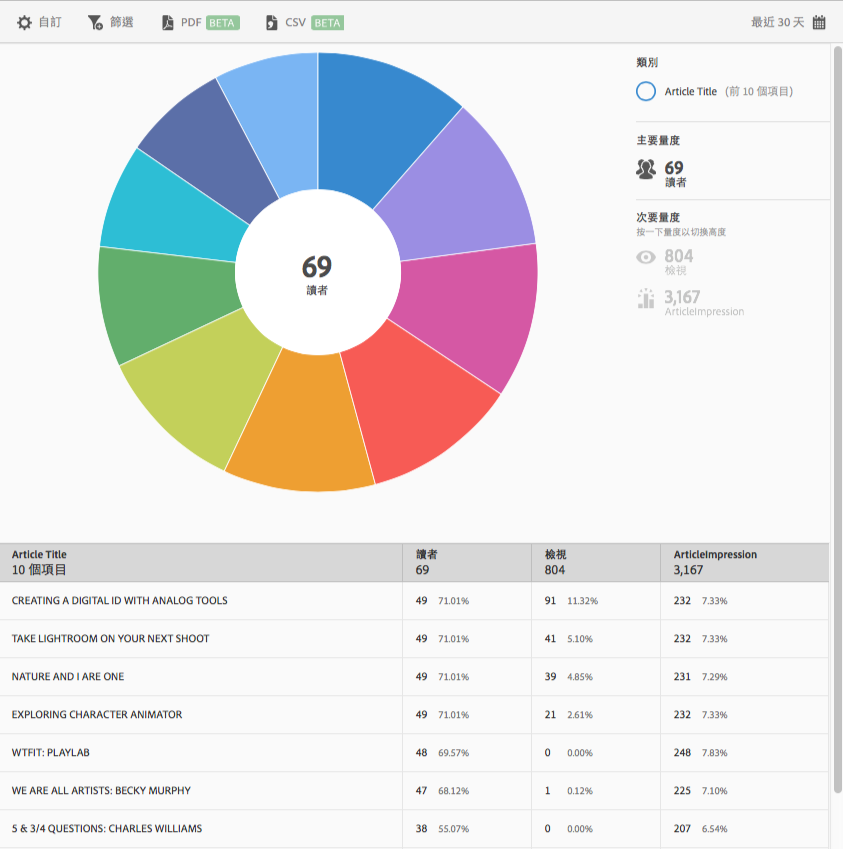 自訂 篩選 PDF BETA CSV BETA 最近 30 天
類別
Article Title (前 10 個項目)
主要量度
69
讀者
次要量度
按一下量度以切換高度
804
檢視
3,167
ArticleImpression
69
讀者
Article Title 讀者 檢視 ArticleImpression
10 個項目 69 804 3,167
CREATING A DIGITAL ID WITH ANALOG TOOLS 49 71.01% 91 11.32% 232 7.33%
TAKE LIGHTROOM ON YOUR NEXT SHOOT 49 71.01% 41 5.10% 232 7.33%
NATURE AND I ARE ONE 49 71.01% 39 4.85% 231 7.29%
EXPLORING CHARACTER ANIMATOR 49 71.01% 21 2.61% 232 7.33%
WTFIT: PLAYLAB 48 69.57% 0 0.00% 248 7.83%
WE ARE ALL ARTISTS: BECKY MURPHY 47 68.12% 1 0.12% 225 7.10%
5 & 3/4 QUESTIONS: CHARLES WILLIAMS 38 55.07% 0 0.00% 207 6.54%